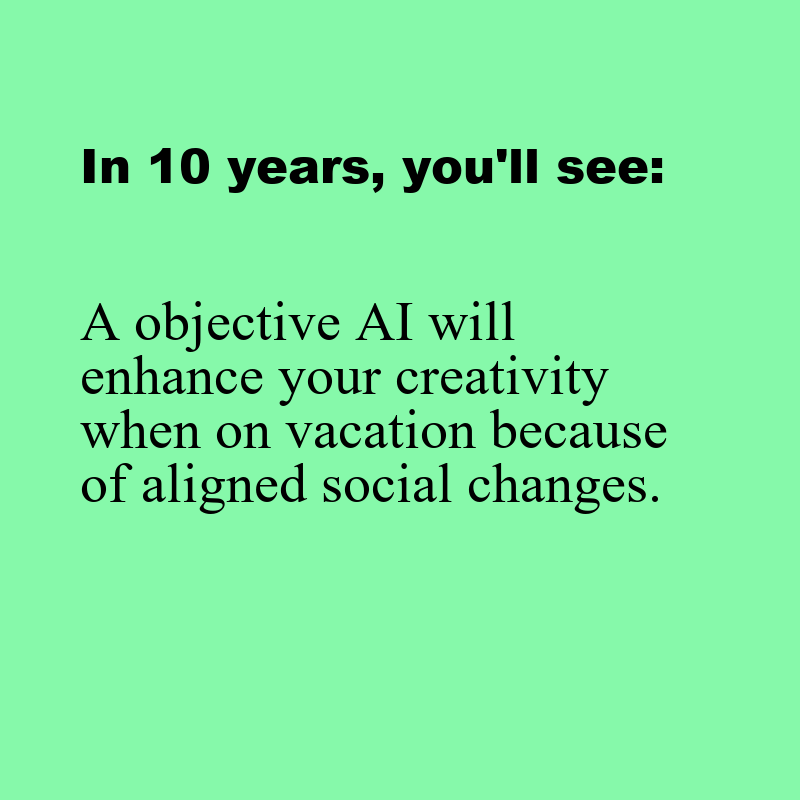 In 10 years, you'll see:
A objective AI will
enhance your creativity
when on vacation because
of aligned social changes.